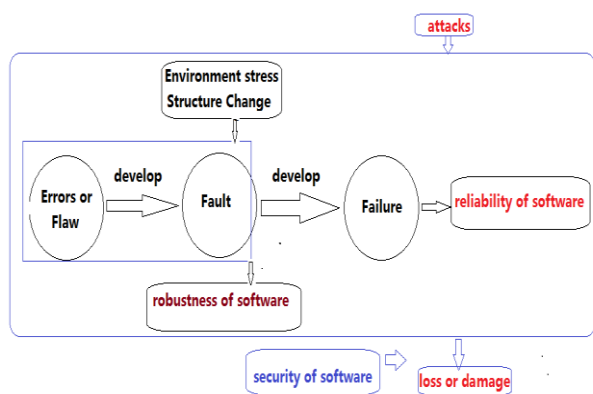 attacks
Environment stress
Structure Change
develop
develop
Errors or
Flaw
Fault
Failure
reliability of software
robustness of software
security of software
loss or damage